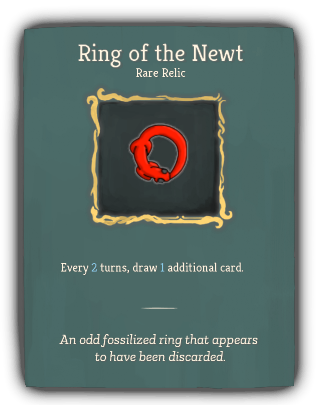 Ring of the Newt
Rare Relic
Every 2 turns, draw 1 additional card.
An odd fossilized ring that appears
to have been discarded.